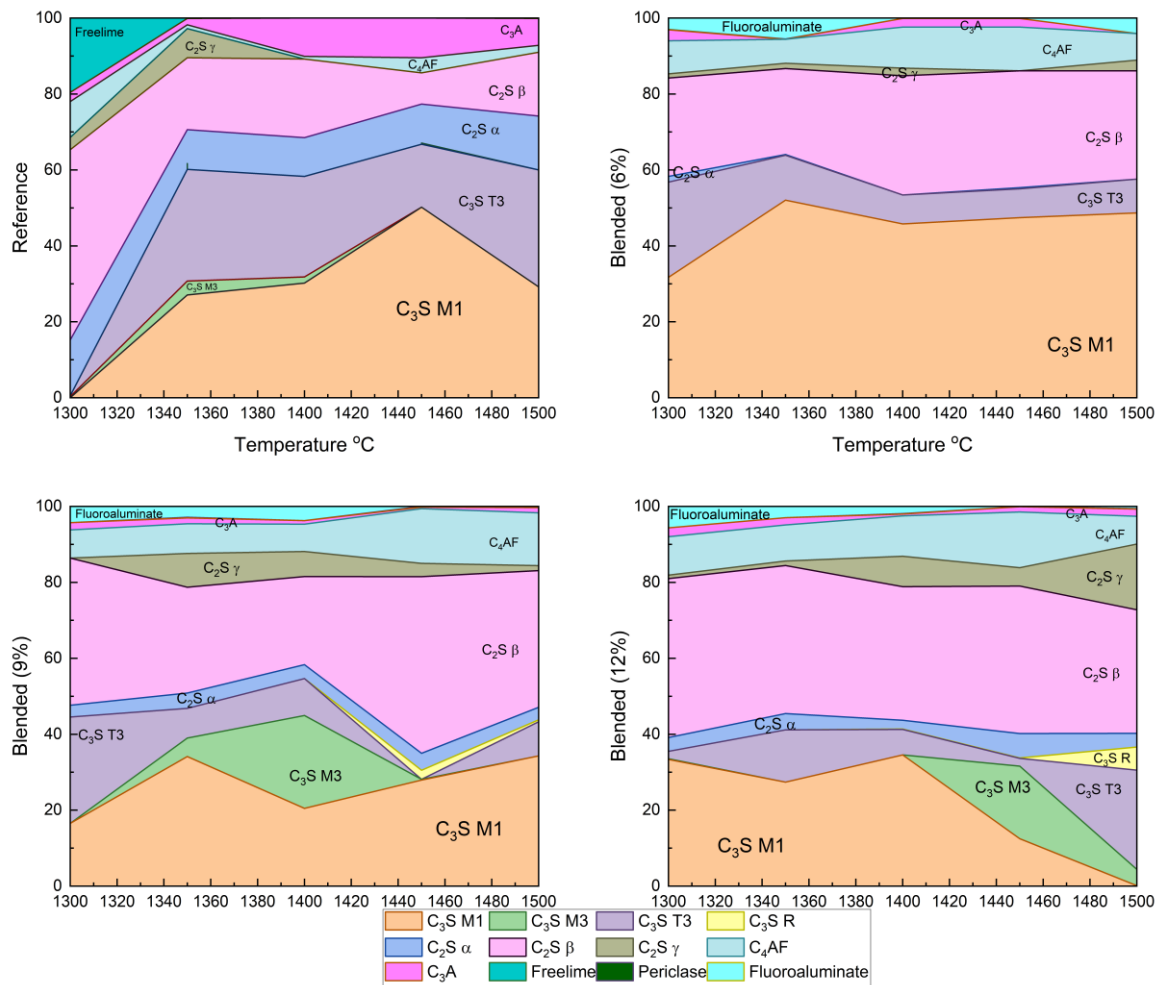 Reference
100
80
60
40
20
0
Freelime
C₃A
C₂S γ
C₄AF
C₂S β
C₂S α
C₃S T3
C₃S M3
C₃S M1
1300 1320 1340 1360 1380 1400 1420 1440 1460 1480 1500
Temperature °C
Blended (6%)
100
80
60
40
20
0
Fluoroaluminate
C₃A
C₄AF
C₂S γ
C₂S β
C₂S α
C₃S T3
C₃S M1
1300 1320 1340 1360 1380 1400 1420 1440 1460 1480 1500
Temperature °C
Blended (9%)
100
80
60
40
20
0
Fluoroaluminate
C₃A
C₄AF
C₂S γ
C₂S β
C₂S α
C₃S T3
C₃S M3
C₃S M1
1300 1320 1340 1360 1380 1400 1420 1440 1460 1480 1500
Blended (12%)
100
80
60
40
20
0
Fluoroaluminate
C₃A
C₄AF
C₂S γ
C₂S β
C₂S α
C₃S R
C₃S T3
C₃S M3
C₃S M1
1300 1320 1340 1360 1380 1400 1420 1440 1460 1480 1500
C₃S M1 C₃S M3 C₃S T3 C₃S R
C₂S α C₂S β C₂S γ C₄AF
C₃A Freelime Periclase Fluoroaluminate